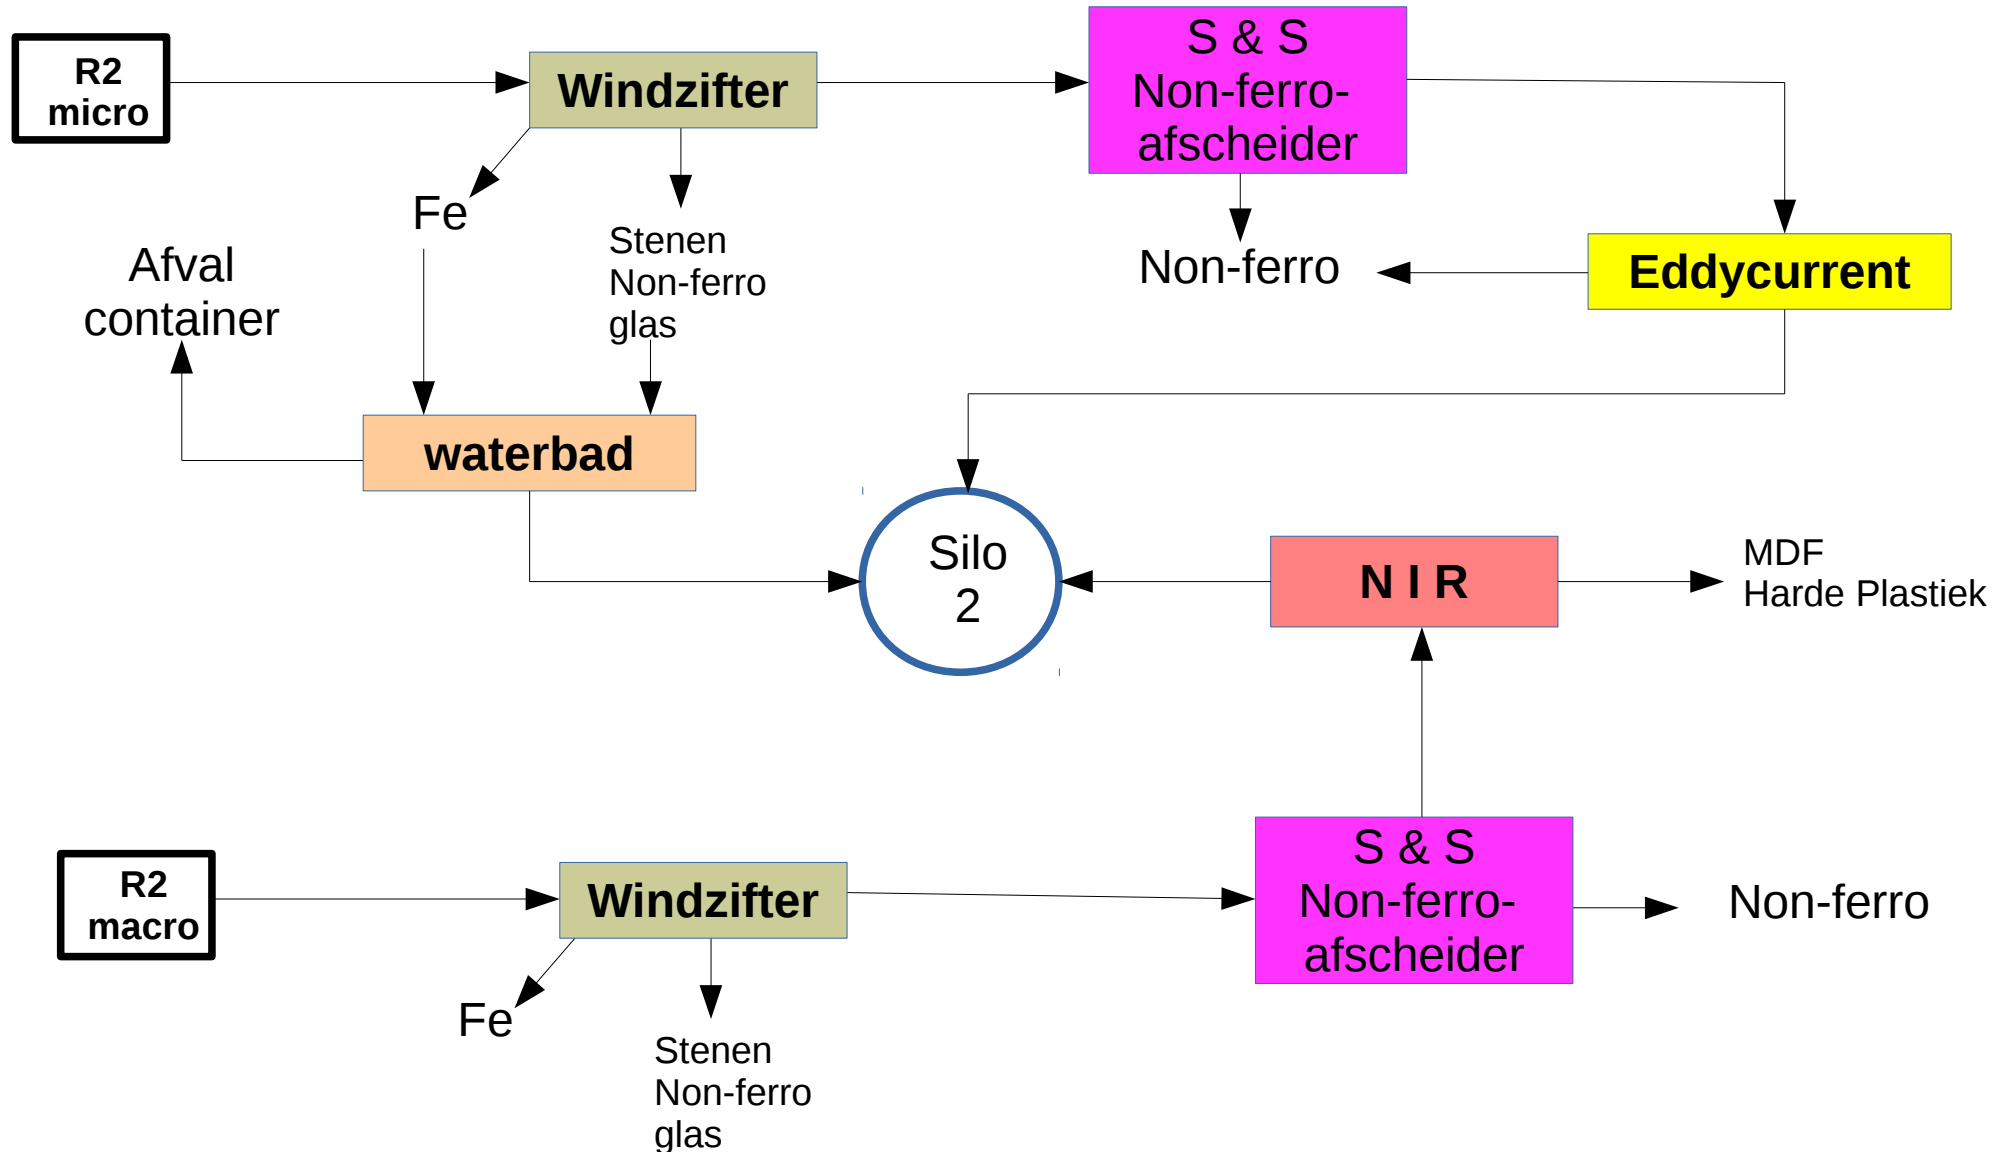 R2
micro
Windzifter
S & S
Non-ferro-
afscheider
Fe
Stenen
Non-ferro
glas
Afval
container
Non-ferro
Eddycurrent
waterbad
Silo
2
N I R
MDF
Harde Plastiek
R2
macro
Windzifter
S & S
Non-ferro-
afscheider
Non-ferro
Fe
Stenen
Non-ferro
glas